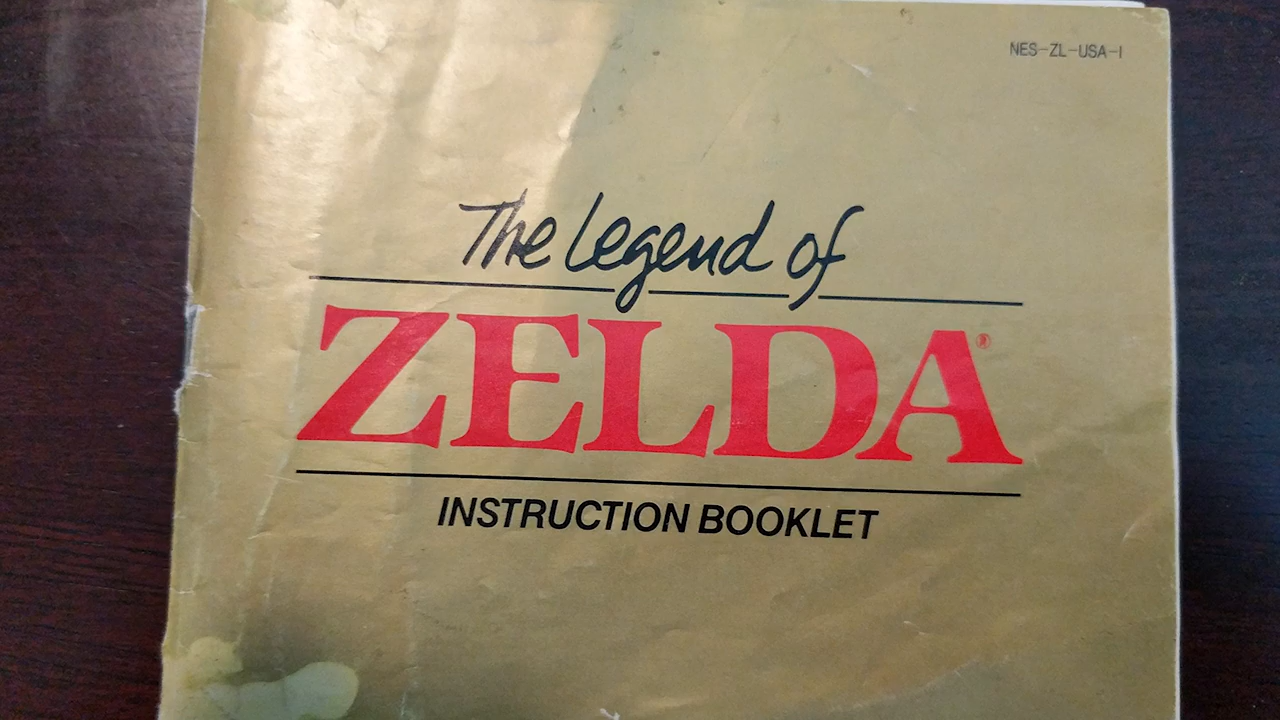 NES-ZL-USA-1
The Legend of
ZELDA®
INSTRUCTION BOOKLET